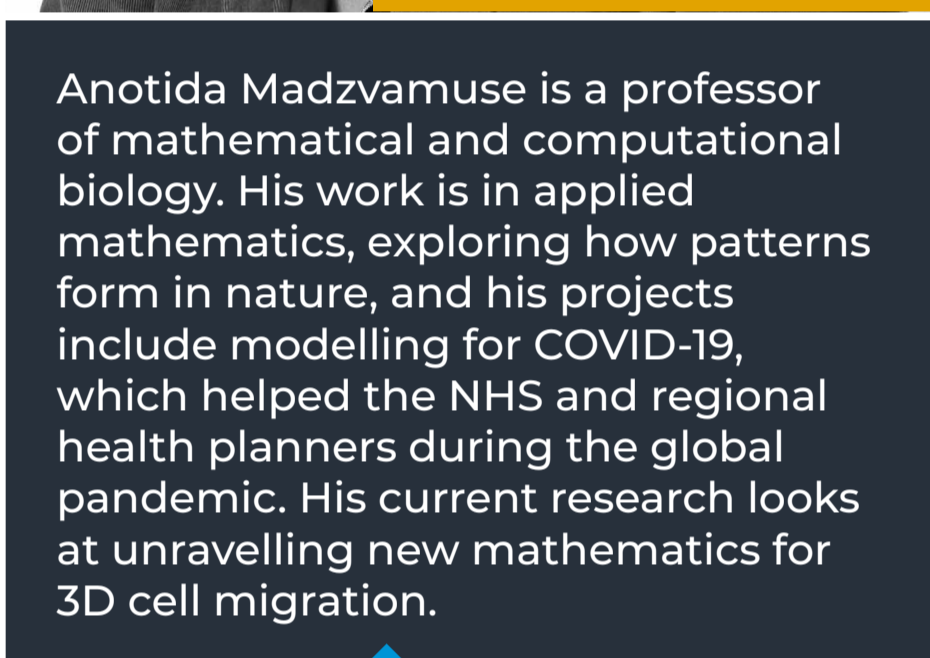 Anotida Madzvamuse is a professor
of mathematical and computational
biology. His work is in applied
mathematics, exploring how patterns
form in nature, and his projects
include modelling for COVID-19,
which helped the NHS and regional
health planners during the global
pandemic. His current research looks
at unravelling new mathematics for
3D cell migration.